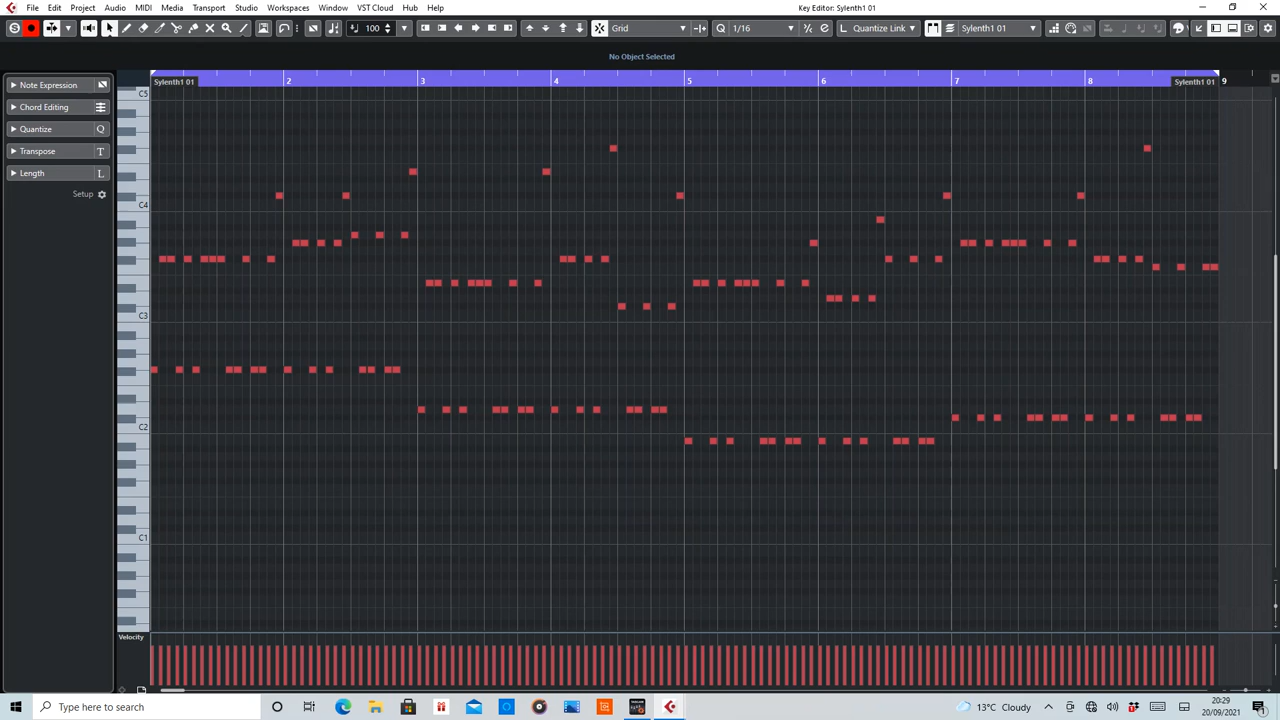 File Edit Project Audio MIDI Media Transport Studio Workspaces Window VST Cloud Hub Help
Key Editor: Sylenth1 01
100 Grid Q 1/16 Quantize Link Sylenth1 01
No Object Selected
2 3 4 5 6 7 8 9
Sylenth1 01 Sylenth1 01
Note Expression
Chord Editing
Quantize Q
Transpose T
Length L
Setup
C5
C4
C3
C2
C1
Velocity
Type here to search
13°C Cloudy
20:29
20/09/2021